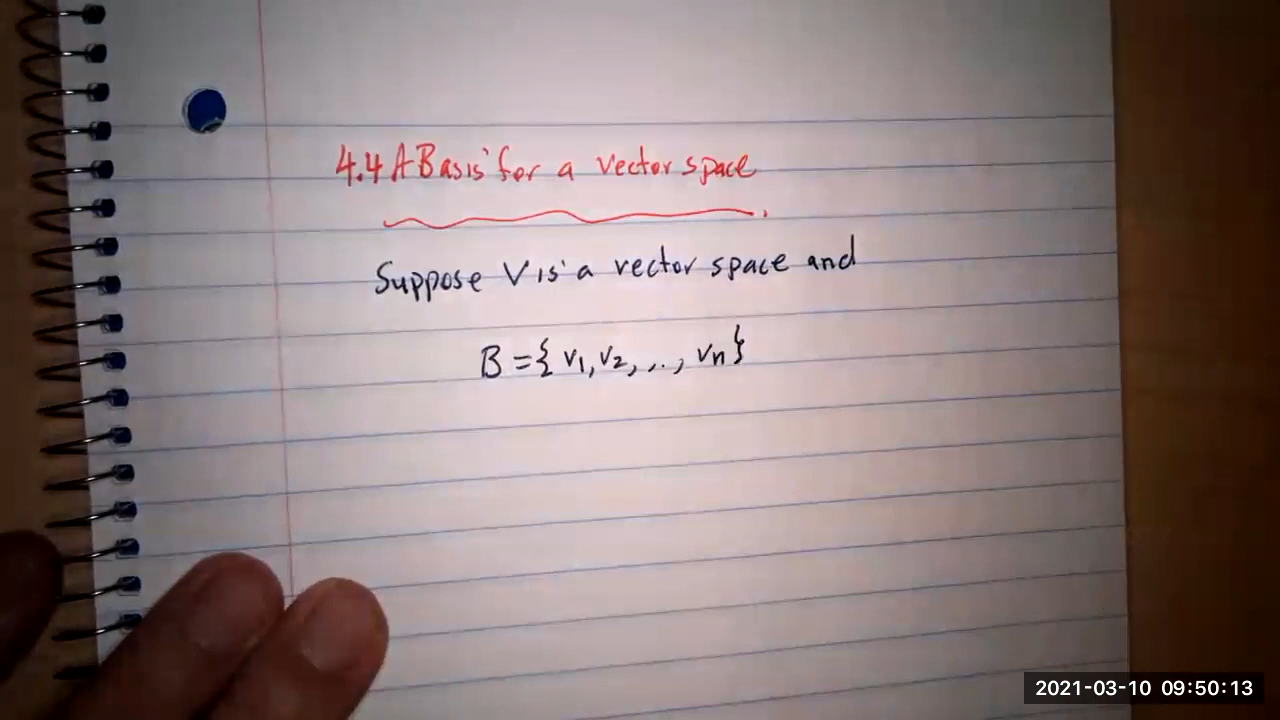 4.4 A Basis for a vector space
Suppose V is a vector space and
B = { v1, v2, ..., vn }
2021-03-10 09:50:13